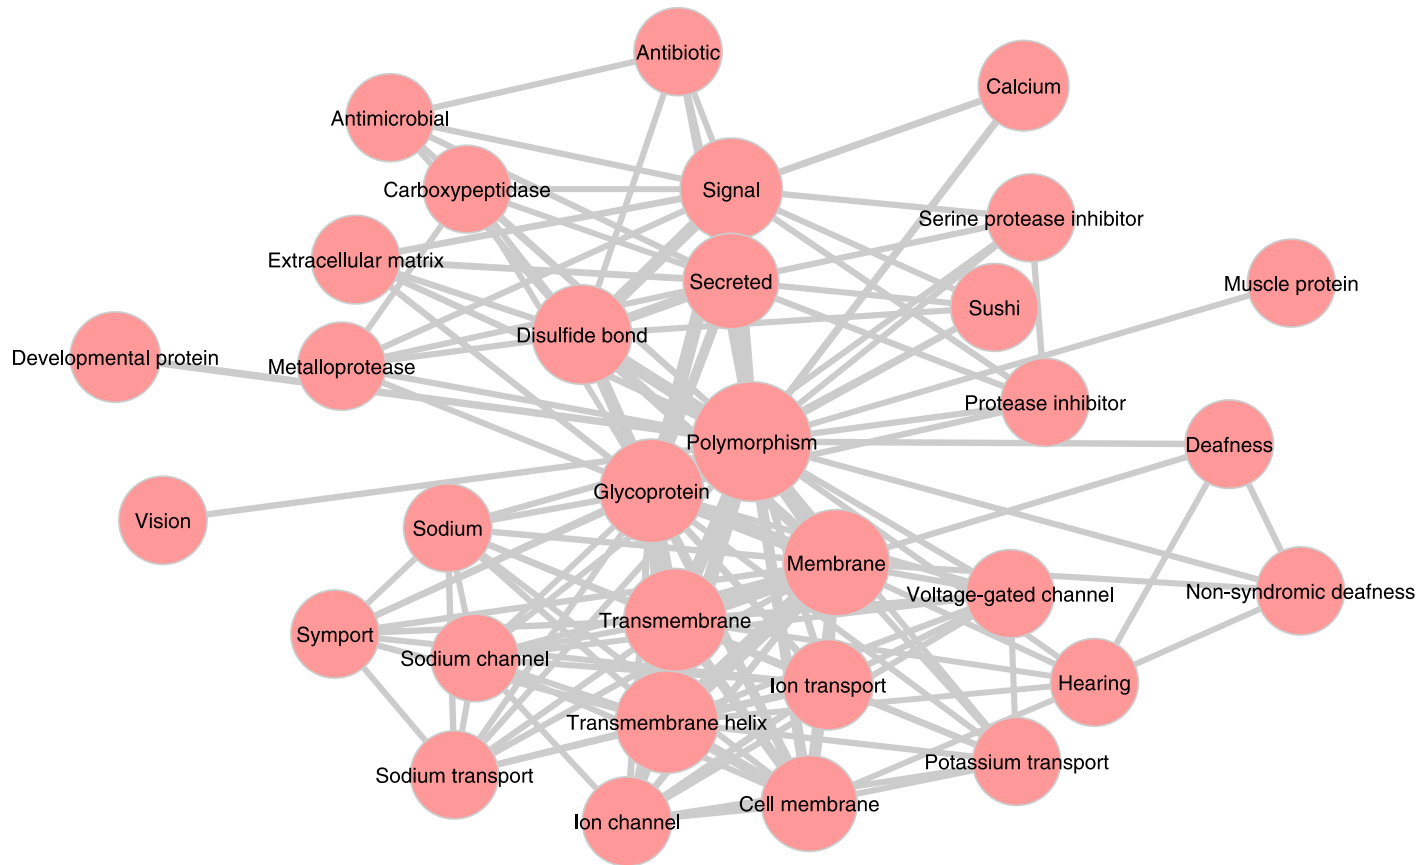 Antibiotic
Calcium
Antimicrobial
Carboxypeptidase
Signal
Serine protease inhibitor
Extracellular matrix
Secreted
Muscle protein
Sushi
Disulfide bond
Developmental protein
Metalloprotease
Protease inhibitor
Polymorphism
Deafness
Glycoprotein
Vision
Sodium
Membrane
Voltage-gated channel
Non-syndromic deafness
Transmembrane
Symport
Sodium channel
Ion transport
Hearing
Transmembrane helix
Potassium transport
Sodium transport
Cell membrane
Ion channel